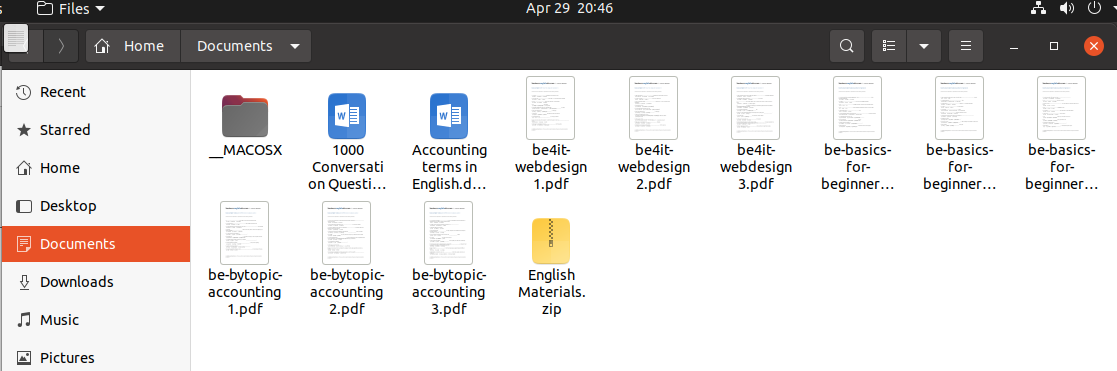 Files
Apr 29 20:46
Home
Documents
Recent
Starred
Home
Desktop
Documents
Downloads
Music
Pictures
__MACOSX
1000
Conversati
on Questi...
Accounting
terms in
English.d...
be4it-
webdesign
1.pdf
be4it-
webdesign
2.pdf
be4it-
webdesign
3.pdf
be-basics-
for-
beginner...
be-basics-
for-
beginner...
be-basics-
for-
beginner...
be-bytopic-
accounting
1.pdf
be-bytopic-
accounting
2.pdf
be-bytopic-
accounting
3.pdf
English
Materials.
zip